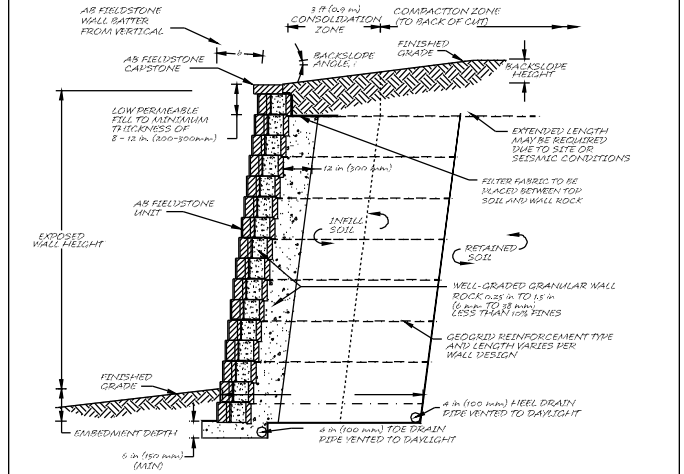 AB FIELDSTONE
WALL BATTER
FROM VERTICAL
3 ft (0.9 m)
CONSOLIDATION
ZONE
COMPACTION ZONE
(TO BACK OF CUT)
AB FIELDSTONE
CAPSTONE
BACKSLOPE
ANGLE, i
FINISHED
GRADE
BACKSLOPE
HEIGHT
LOW PERMEABLE
FILL TO MINIMUM
THICKNESS OF
8 - 12 in (200-300mm)
EXTENDED LENGTH
MAY BE REQUIRED
DUE TO SITE OR
SEISMIC CONDITIONS
12 in (300 mm)
FILTER FABRIC TO BE
PLACED BETWEEN TOP
SOIL AND WALL ROCK
AB FIELDSTONE
UNIT
INFILL
SOIL
EXPOSED
WALL HEIGHT
RETAINED
SOIL
WELL-GRADED GRANULAR WALL
ROCK 0.25 in TO 1.5 in
(6 mm TO 38 mm)
LESS THAN 10% FINES
GEOGRID REINFORCEMENT TYPE
AND LENGTH VARIES PER
WALL DESIGN
FINISHED
GRADE
4 in (100 mm) HEEL DRAIN
PIPE VENTED TO DAYLIGHT
EMBEDMENT DEPTH
4 in (100 mm) TOE DRAIN
PIPE VENTED TO DAYLIGHT
6 in (150 mm)
(MIN)